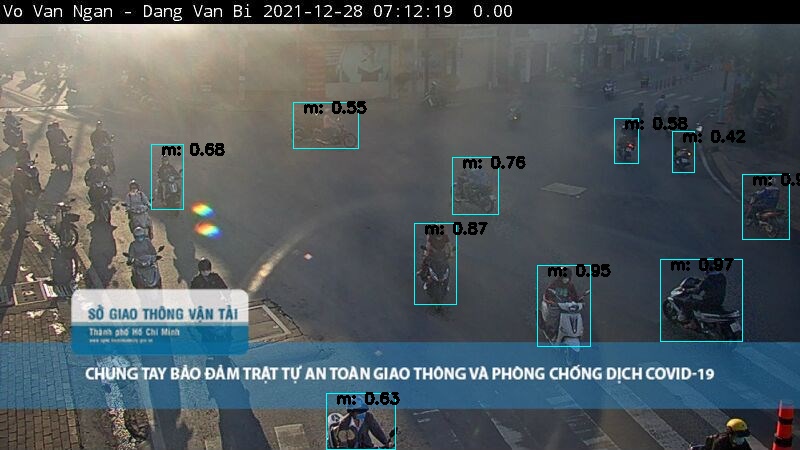 Vo Van Ngan - Dang Van Bi 2021-12-28 07:12:19 0.00
m: 0.55
m: 0.58
m: 0.42
m: 0.68
m: 0.76
m: 0.87
m: 0.95
m: 0.97
SỞ GIAO THÔNG VẬN TẢI
Thành phố Hồ Chí Minh
CHUNG TAY BẢO ĐẢM TRẬT TỰ AN TOÀN GIAO THÔNG VÀ PHÒNG CHỐNG DỊCH COVID-19
m: 0.63